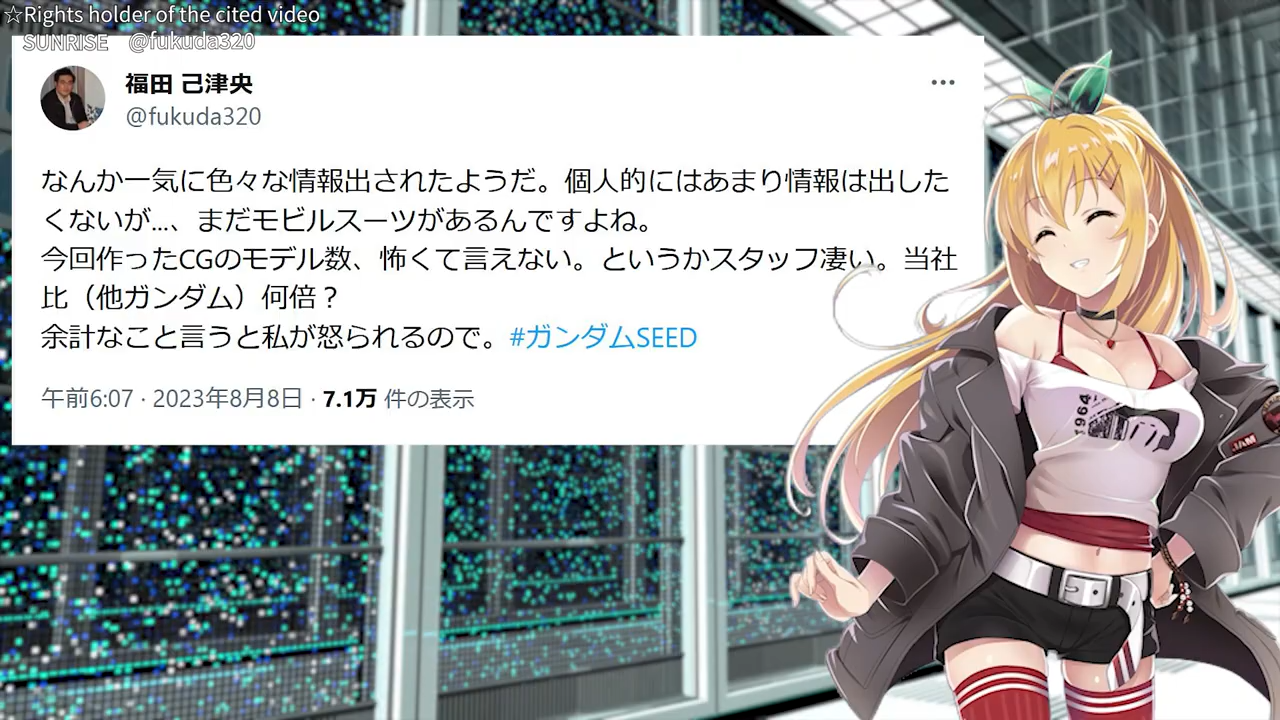 ☆Rights holder of the cited video
SUNRISE @fukuda320
福田 己津央
@fukuda320
なんか一気に色々な情報出されたようだ。個人的にはあまり情報は出した
くないが...、まだモビルスーツがあるんですよね。
今回作ったCGのモデル数、怖くて言えない。というかスタッフ凄い。当社
比（他ガンダム）何倍？
余計なこと言うと私が怒られるので。#ガンダムSEED
午前6:07 · 2023年8月8日 · 7.1万 件の表示
1964
JAM